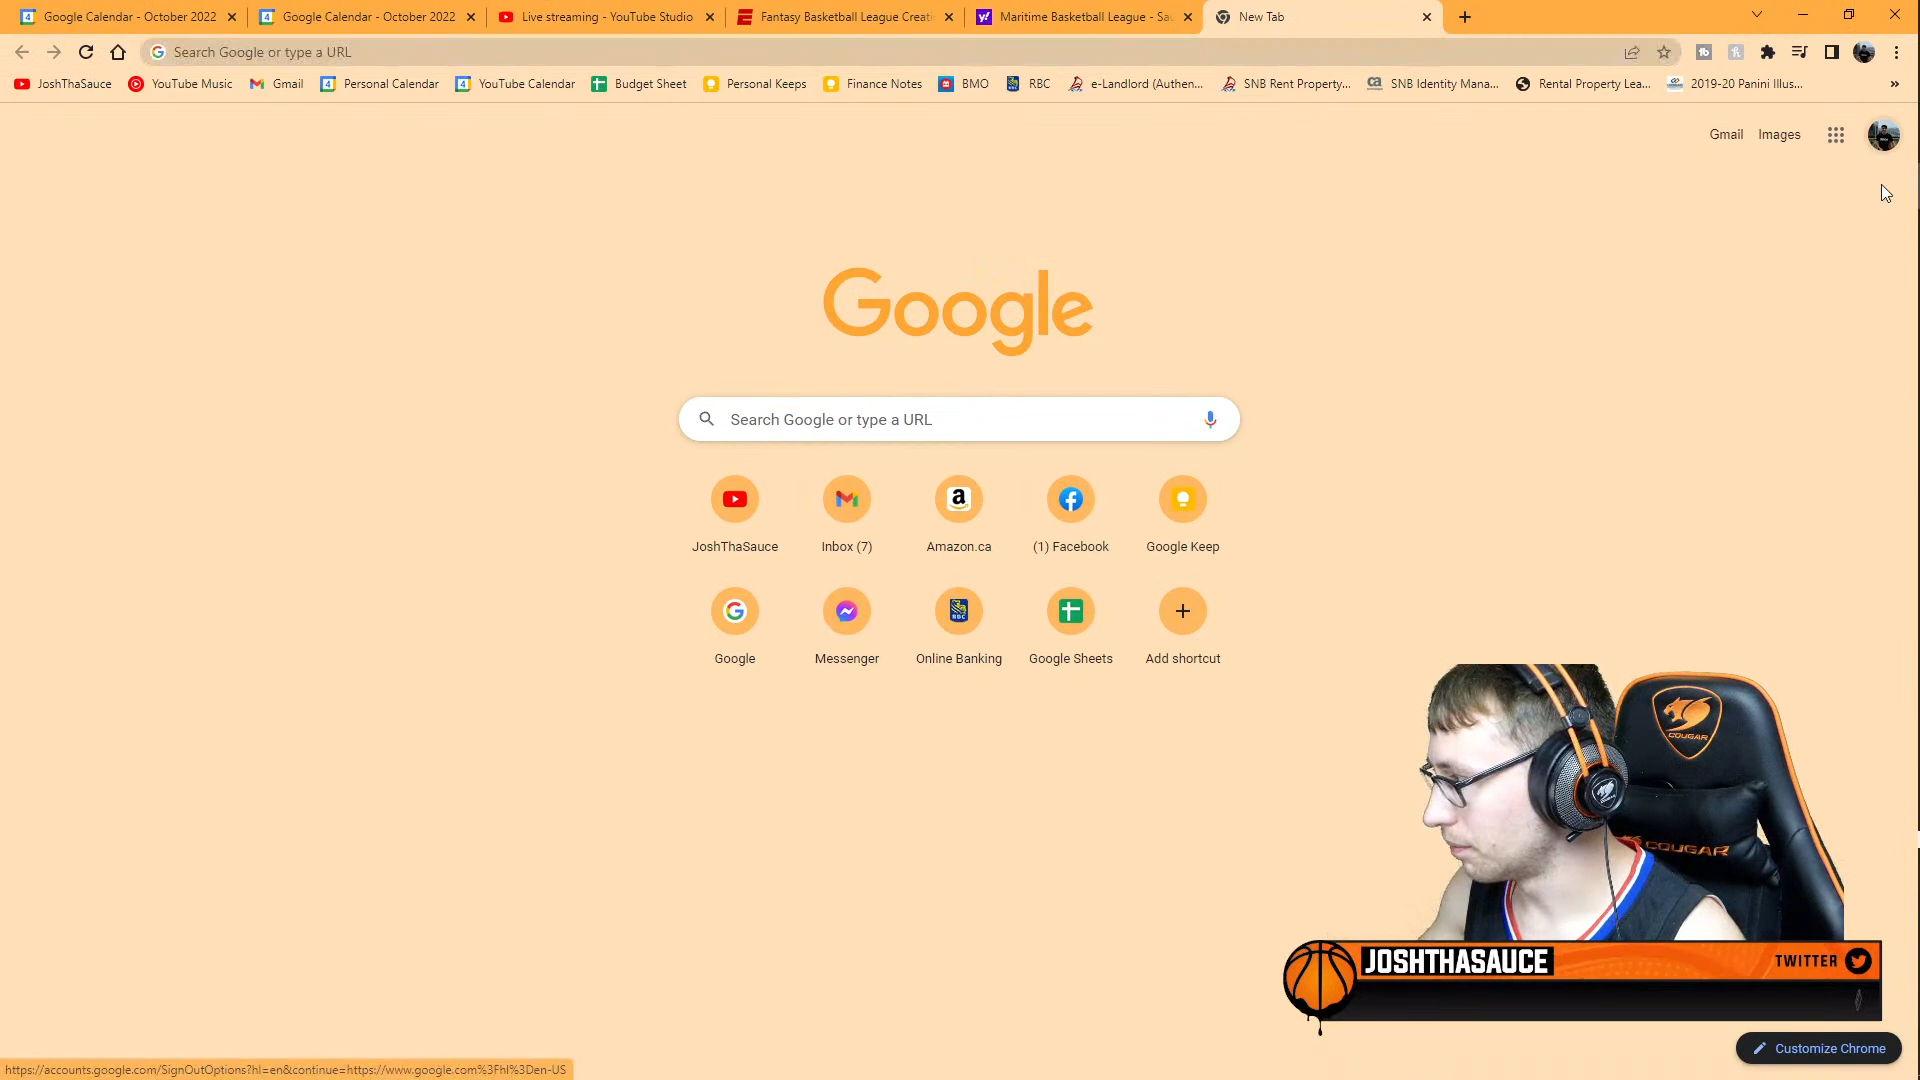 Google Calendar - October 2022
Google Calendar - October 2022
Live streaming - YouTube Studio
Fantasy Basketball League Creati
Maritime Basketball League - Sau
New Tab
Search Google or type a URL
JoshThaSauce
YouTube Music
Gmail
Personal Calendar
YouTube Calendar
Budget Sheet
Personal Keeps
Finance Notes
BMO
RBC
e-Landlord (Authen...
SNB Rent Property...
SNB Identity Mana...
Rental Property Lea...
2019-20 Panini Illus...
Gmail Images
Google
Search Google or type a URL
JoshThaSauce
Inbox (7)
Amazon.ca
(1) Facebook
Google Keep
Google
Messenger
Online Banking
Google Sheets
Add shortcut
COUGAR
COUGAR
JOSHTHASAUCE
TWITTER
Customize Chrome
https://accounts.google.com/SignOutOptions?hl=en&continue=https://www.google.com%3Fhl%3Den-US